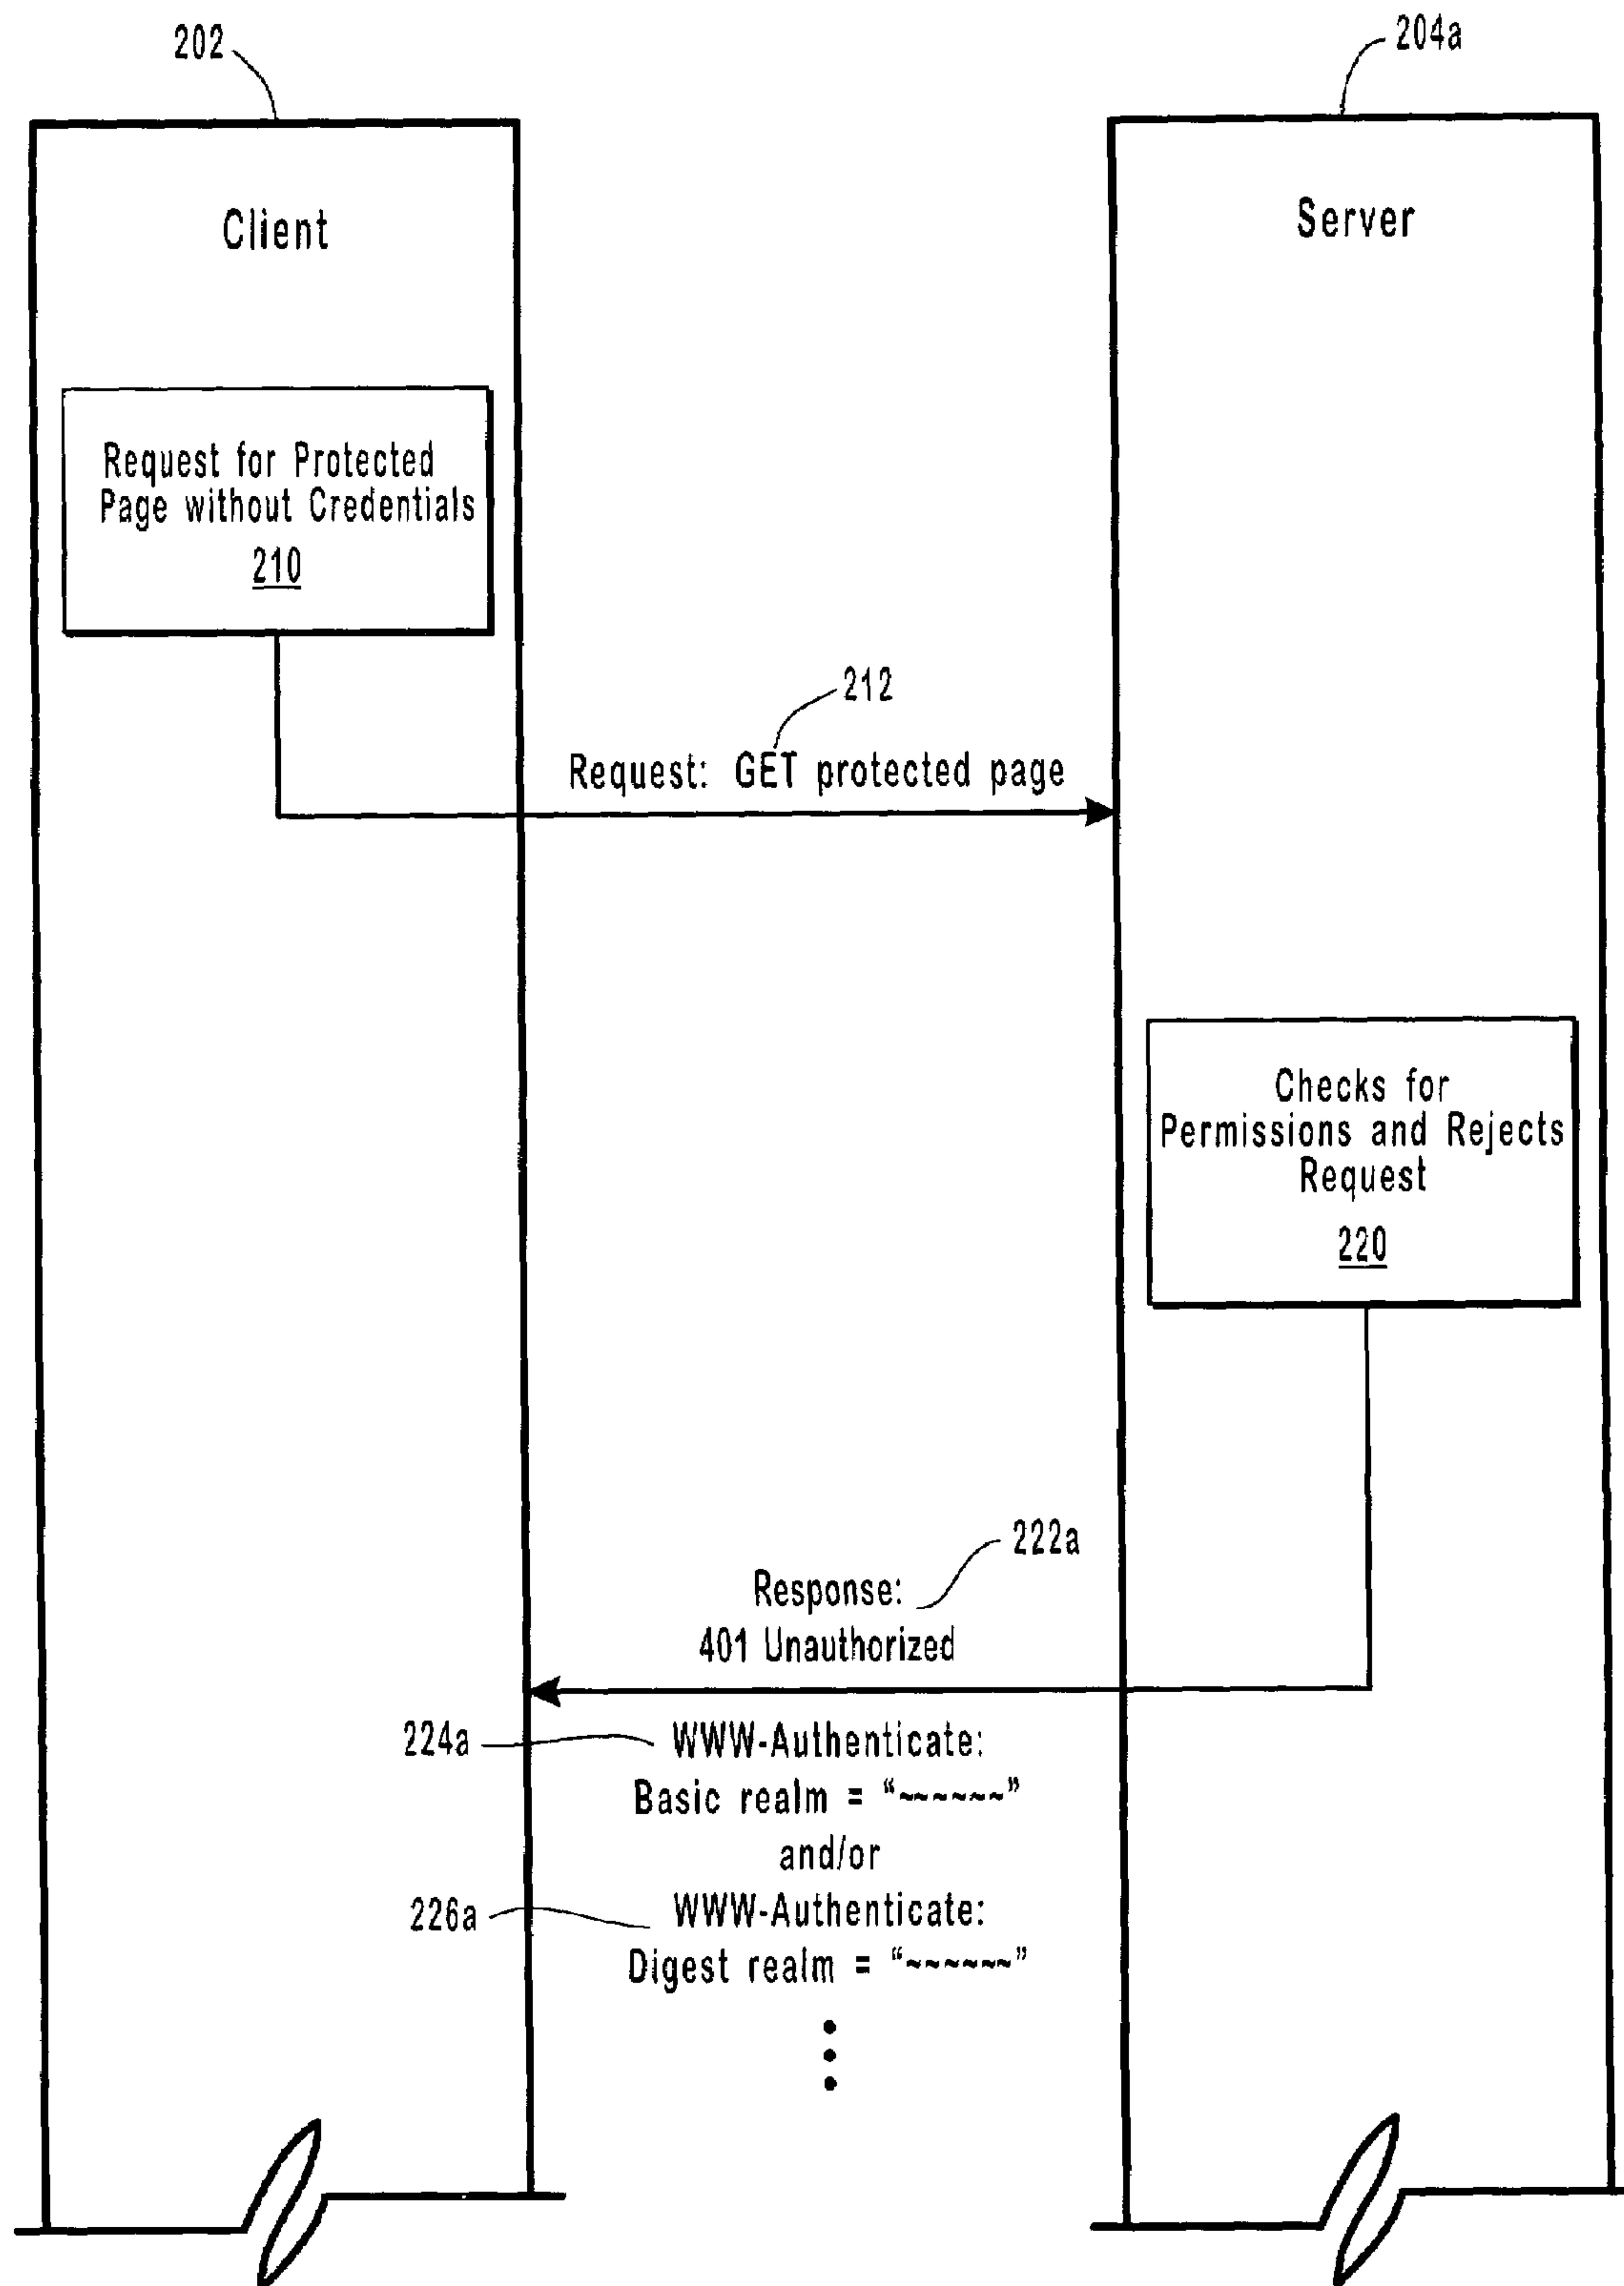 202
204a
Client
Server
Request for Protected
Page without Credentials
210
212
Request: GET protected page
Checks for
Permissions and Rejects
Request
220
222a
Response:
401 Unauthorized
224a
WWW-Authenticate:
Basic realm = "~~~~~~"
and/or
226a
WWW-Authenticate:
Digest realm = "~~~~~~"